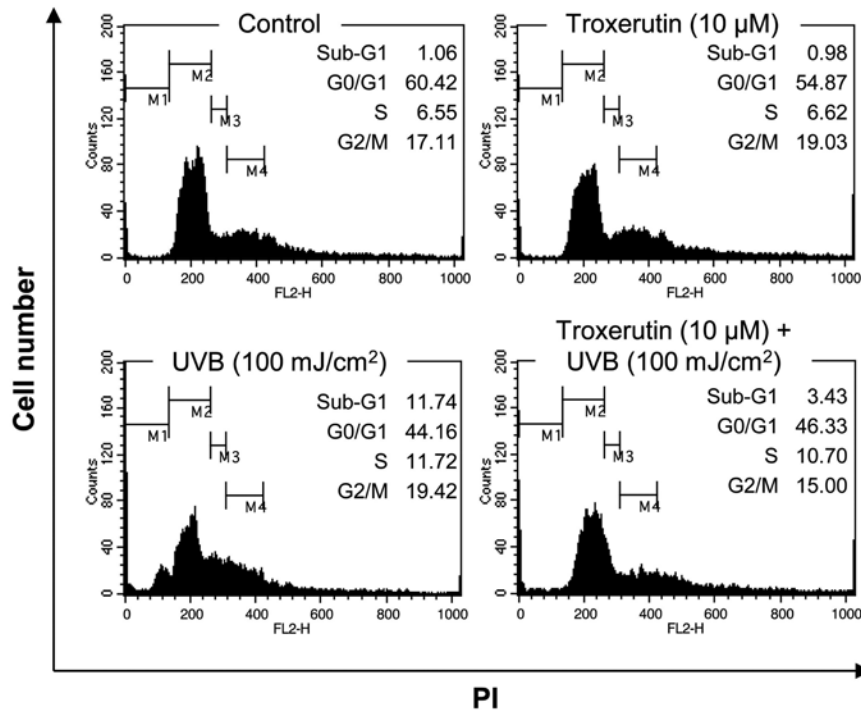 Control
Sub-G1 1.06
G0/G1 60.42
S 6.55
G2/M 17.11
M1
M2
M3
M4
Counts
0 40 80 120 160 200
0 200 400 600 800 1000
FL2-H
Troxerutin (10 µM)
Sub-G1 0.98
G0/G1 54.87
S 6.62
G2/M 19.03
M1
M2
M3
M4
Counts
0 40 80 120 160 200
0 200 400 600 800 1000
FL2-H
UVB (100 mJ/cm²)
Sub-G1 11.74
G0/G1 44.16
S 11.72
G2/M 19.42
M1
M2
M3
M4
Counts
0 40 80 120 160 200
0 200 400 600 800 1000
FL2-H
Troxerutin (10 µM) +
UVB (100 mJ/cm²)
Sub-G1 3.43
G0/G1 46.33
S 10.70
G2/M 15.00
M1
M2
M3
M4
Counts
0 40 80 120 160 200
0 200 400 600 800 1000
FL2-H
Cell number
PI